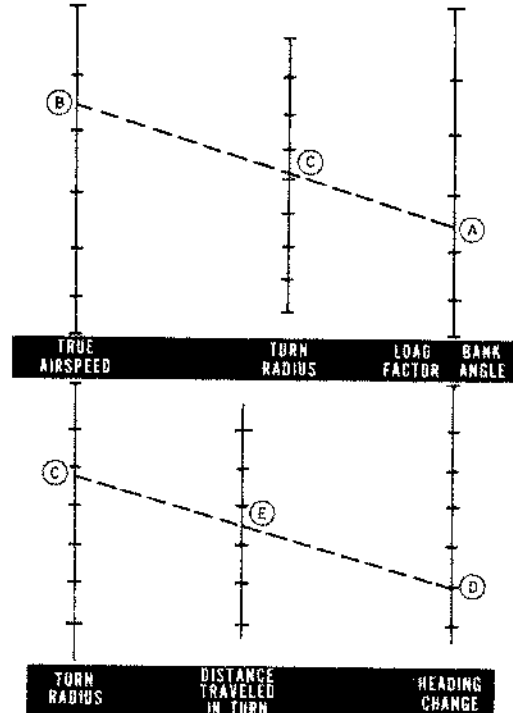 B
C
A
TRUE AIRSPEED
TURN RADIUS
LOAD FACTOR
BANK ANGLE
C
E
D
TURN RADIUS
DISTANCE TRAVELED IN TURN
HEADING CHANGE